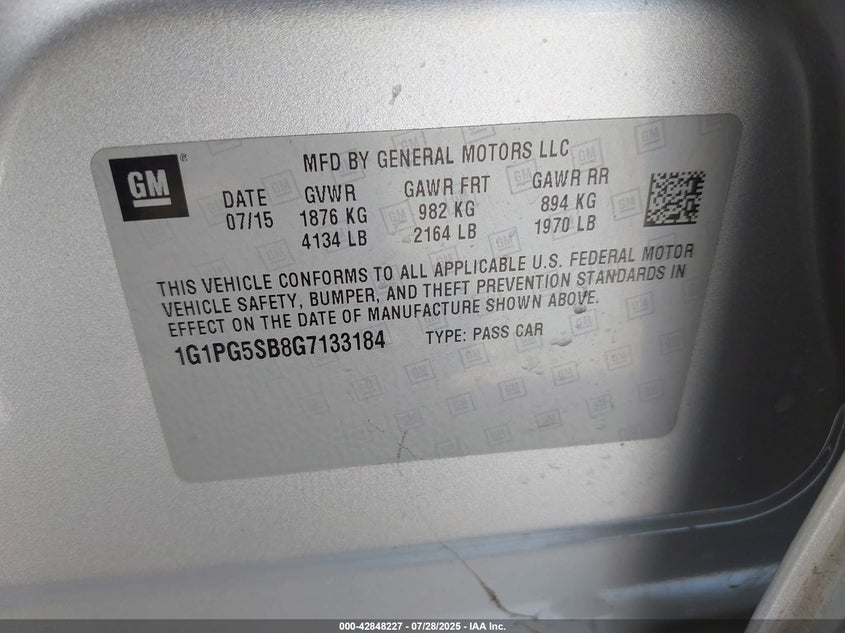 GM
MFD BY GENERAL MOTORS LLC
DATE GVWR GAWR FRT GAWR RR
07/15 1876 KG 982 KG 894 KG
4134 LB 2164 LB 1970 LB
THIS VEHICLE CONFORMS TO ALL APPLICABLE U.S. FEDERAL MOTOR
VEHICLE SAFETY, BUMPER, AND THEFT PREVENTION STANDARDS IN
EFFECT ON THE DATE OF MANUFACTURE SHOWN ABOVE.
1G1PG5SB8G7133184 TYPE: PASS CAR
000-42848227 | 07/28/2025 - IAA Inc.